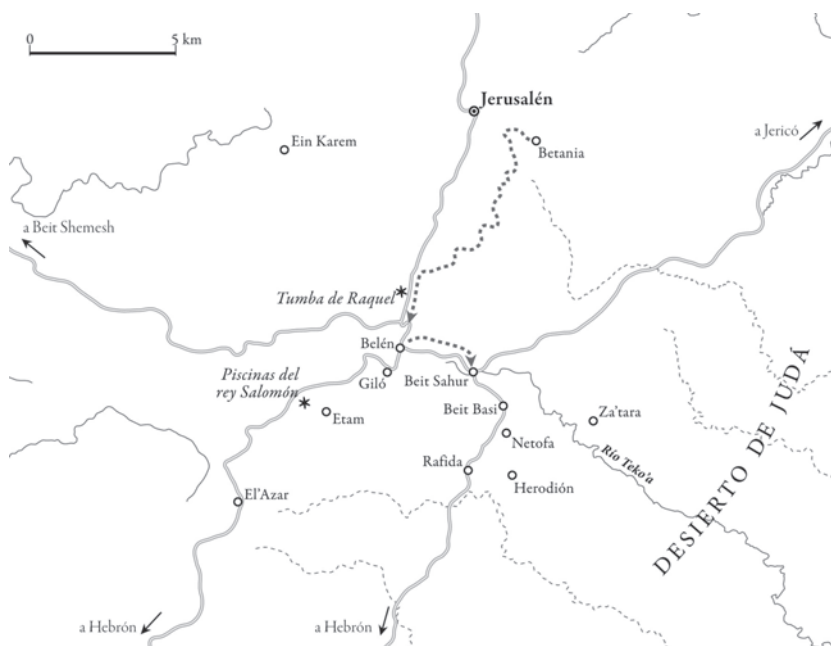 0
5 km
Jerusalén
Ein Karem
Betania
a Jericó
a Beit Shemesh
Tumba de Raquel
Belén
Piscinas del
rey Salomón
Giló
Beit Sahur
Etam
Beit Basi
Za'tara
Netofa
Río Teko'a
Rafida
Herodión
El'Azar
DESIERTO DE JUDÁ
a Hebrón
a Hebrón